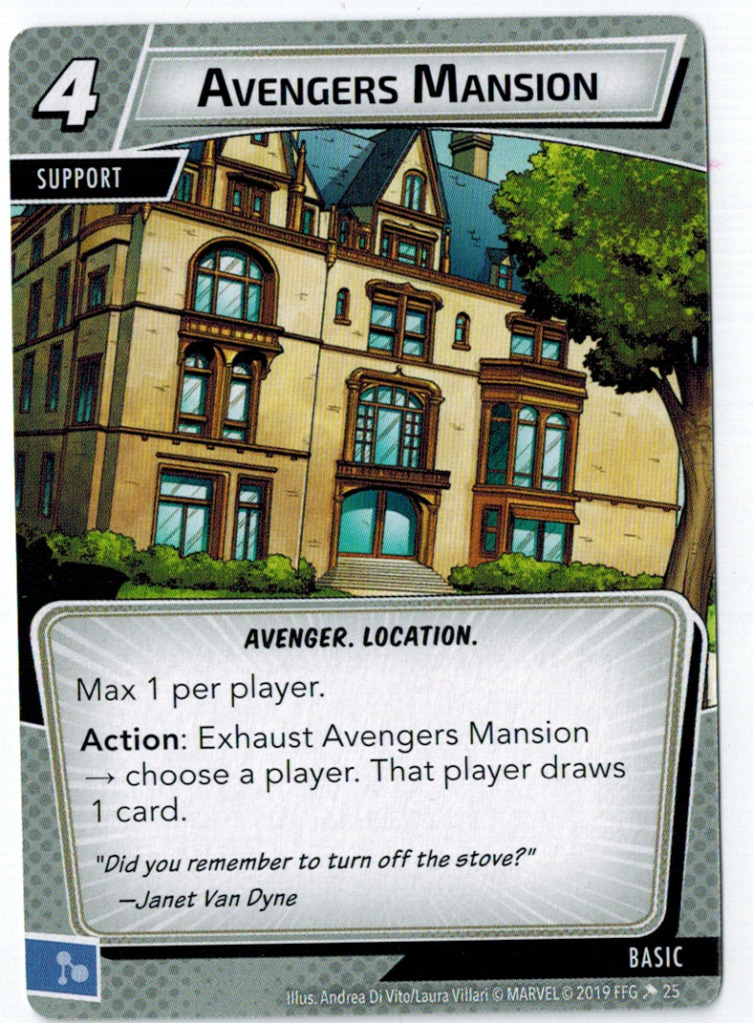 4
AVENGERS MANSION
SUPPORT
AVENGER. LOCATION.
Max 1 per player.
Action: Exhaust Avengers Mansion
→ choose a player. That player draws
1 card.
"Did you remember to turn off the stove?"
—Janet Van Dyne
BASIC
Illus. Andrea Di Vito/Laura Villari © MARVEL © 2019 FFG 25